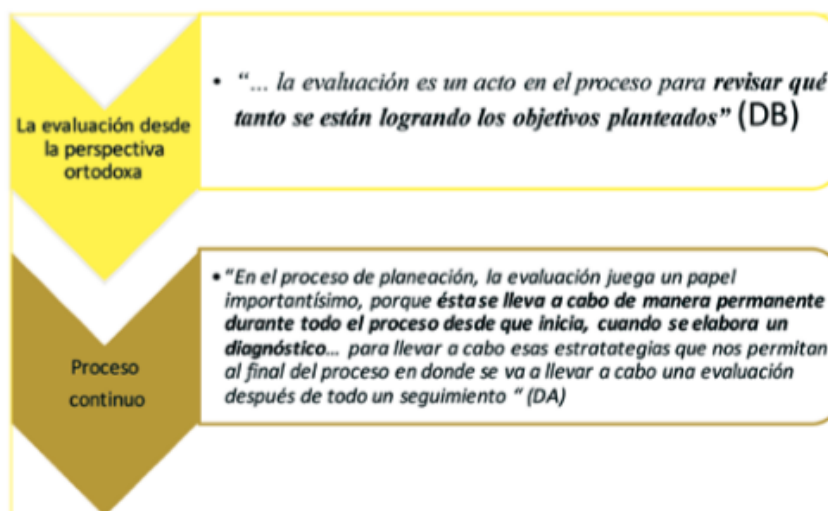 La evaluación desde
la perspectiva
ortodoxa
• “... la evaluación es un acto en el proceso para revisar qué
tanto se están logrando los objetivos planteados” (DB)
Proceso
continuo
• “En el proceso de planeación, la evaluación juega un papel
importantísimo, porque ésta se lleva a cabo de manera permanente
durante todo el proceso desde que inicia, cuando se elabora un
diagnóstico... para llevar a cabo esas estratategias que nos permitan
al final del proceso en donde se va a llevar a cabo una evaluación
después de todo un seguimiento “ (DA)